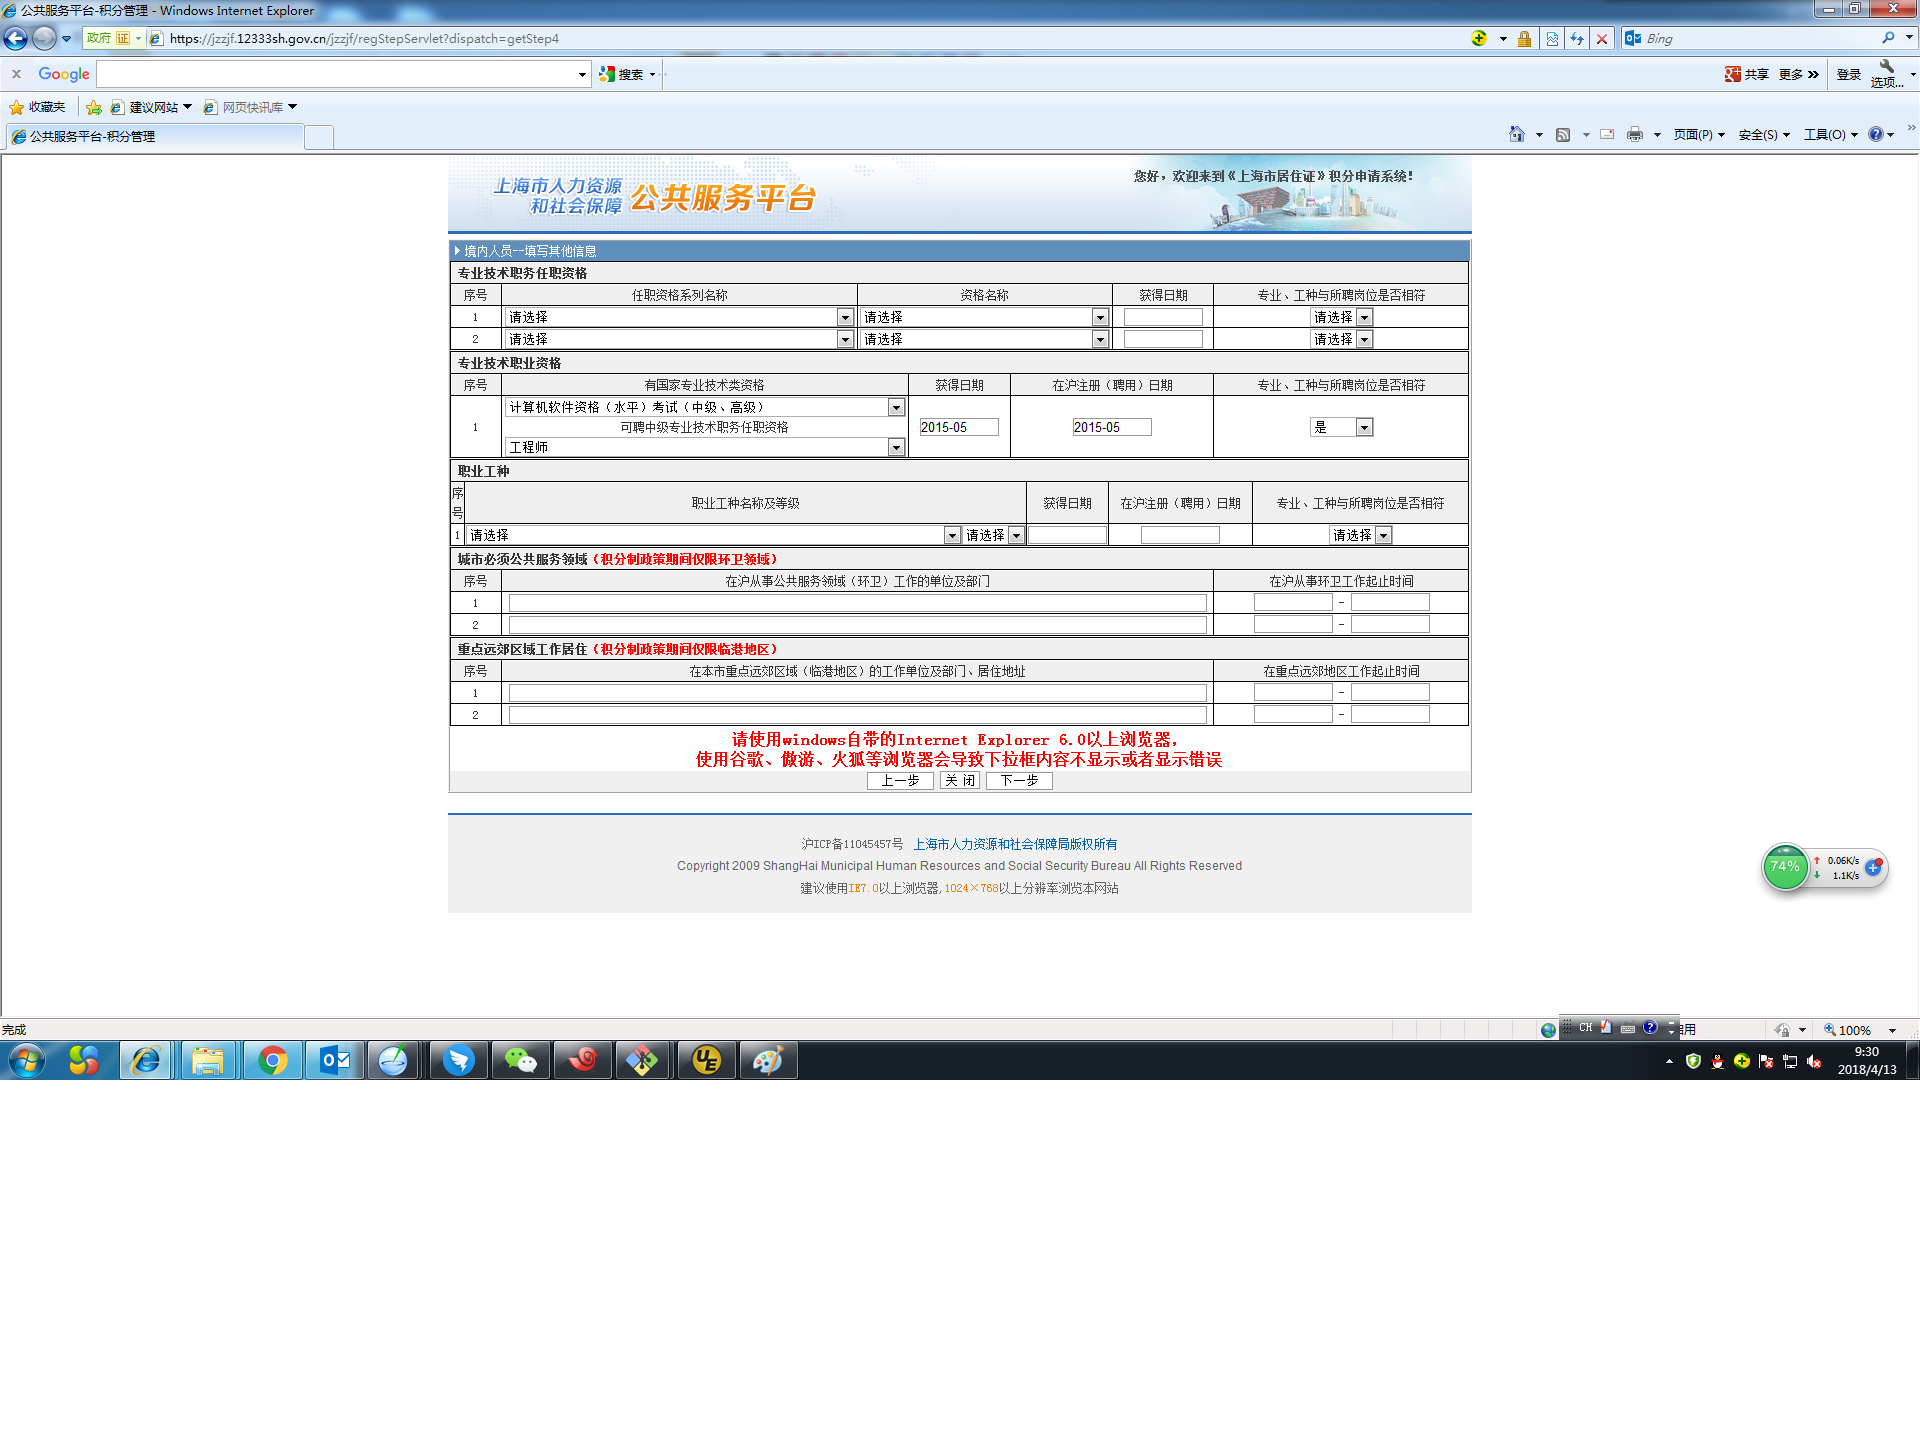 公共服务平台-积分管理 - Windows Internet Explorer
政府 证 https://jzzjf.12333sh.gov.cn/jzzjf/regStepServlet?dispatch=getStep4 Bing
x Google 搜索 共享 更多 » 登录 选项...
收藏夹 建议网站 网页快讯库
公共服务平台-积分管理 页面(P) 安全(S) 工具(O) »
上海市人力资源和社会保障 公共服务平台
您好，欢迎来到《上海市居住证》积分申请系统！
境内人员--填写其他信息
专业技术职务任职资格
序号 任职资格系列名称 资格名称 获得日期 专业、工种与所聘岗位是否相符
1 请选择 请选择 请选择
2 请选择 请选择 请选择
专业技术职业资格
序号 有国家专业技术类资格 获得日期 在沪注册（聘用）日期 专业、工种与所聘岗位是否相符
计算机软件资格（水平）考试（中级、高级）
1 可聘中级专业技术职务任职资格 2015-05 2015-05 是
工程师
职业工种
序号 职业工种名称及等级 获得日期 在沪注册（聘用）日期 专业、工种与所聘岗位是否相符
1 请选择 请选择 请选择
城市必须公共服务领域（积分制政策期间仅限环卫领域）
序号 在沪从事公共服务领域（环卫）工作的单位及部门 在沪从事环卫工作起止时间
1 -
2 -
重点远郊区域工作居住（积分制政策期间仅限临港地区）
序号 在本市重点远郊区域（临港地区）的工作单位及部门、居住地址 在重点远郊地区工作起止时间
1 -
2 -
请使用windows自带的Internet Explorer 6.0以上浏览器，
使用谷歌、傲游、火狐等浏览器会导致下拉框内容不显示或者显示错误
上一步 关 闭 下一步
沪ICP备11045457号 上海市人力资源和社会保障局版权所有
Copyright 2009 ShangHai Municipal Human Resources and Social Security Bureau All Rights Reserved
建议使用IE7.0以上浏览器,1024×768以上分辨率浏览本网站
74% 0.06K/s
1.1K/s
完成 CH 用 100%
9:30
2018/4/13